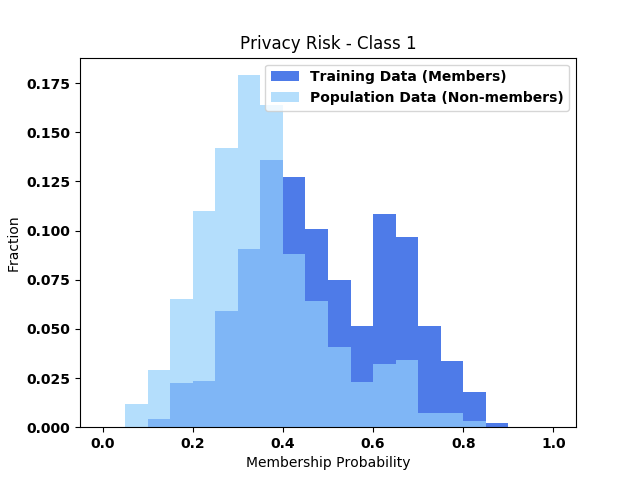 Privacy Risk - Class 1
Training Data (Members)
Population Data (Non-members)
0.175
0.150
0.125
0.100
0.075
0.050
0.025
0.000
Fraction
0.0 0.2 0.4 0.6 0.8 1.0
Membership Probability